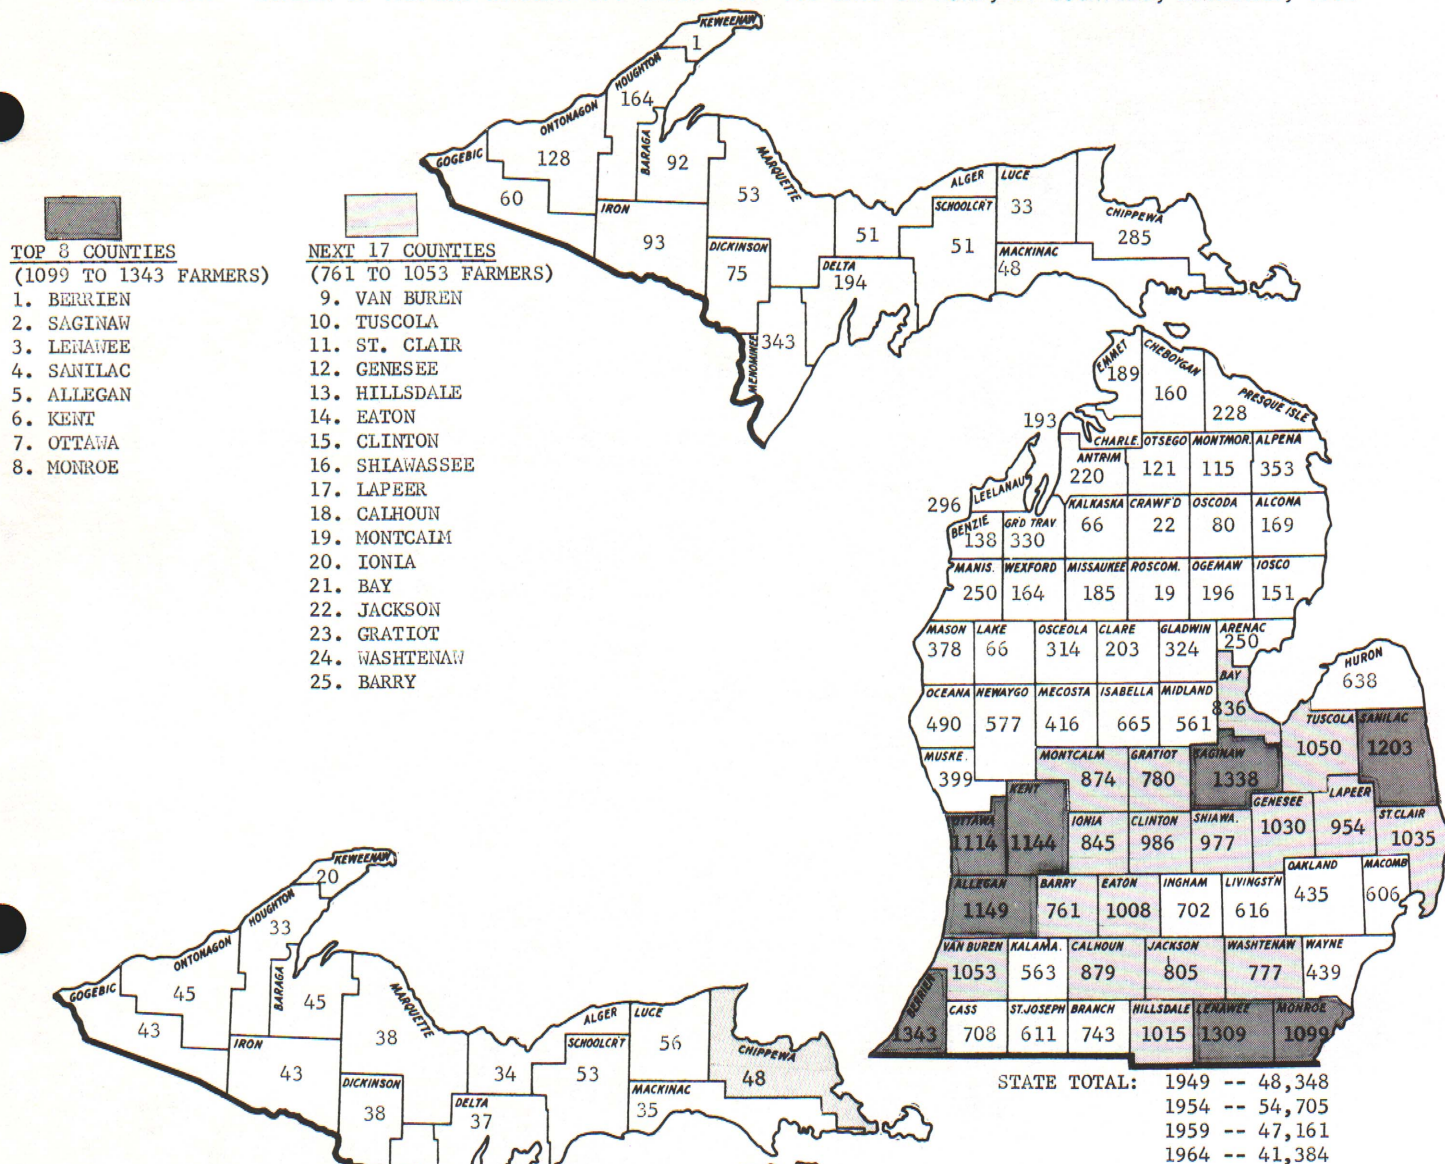 KEWEENAW
1
HOUGHTON
164
ONTONAGON
128
BARAGA
92
GOGEBIC
60
MARQUETTE
53
IRON
93
DICKINSON
75
ALGER
51
LUCE
33
SCHOOLCR'T
51
CHIPPEWA
285
MACKINAC
48
DELTA
194
MENOMINEE
343
TOP 8 COUNTIES
(1099 TO 1343 FARMERS)
1. BERRIEN
2. SAGINAW
3. LENAWEE
4. SANILAC
5. ALLEGAN
6. KENT
7. OTTAWA
8. MONROE
NEXT 17 COUNTIES
(761 TO 1053 FARMERS)
9. VAN BUREN
10. TUSCOLA
11. ST. CLAIR
12. GENESEE
13. HILLSDALE
14. EATON
15. CLINTON
16. SHIAWASSEE
17. LAPEER
18. CALHOUN
19. MONTCALM
20. IONIA
21. BAY
22. JACKSON
23. GRATIOT
24. WASHTENAW
25. BARRY
EMMET
189
CHEBOYGAN
160
PRESQUE ISLE
228
193
CHARLE. OTSEGO MONTMOR. ALPENA
ANTRIM
220 121 115 353
296 LEELANAU
KALKASKA CRAWF'D OSCODA ALCONA
66 22 80 169
BENZIE GR'D TRAV
138 330
MANIS. WEXFORD MISSAUKEE ROSCOM. OGEMAW IOSCO
250 164 185 19 196 151
MASON LAKE OSCEOLA CLARE GLADWIN ARENAC
378 66 314 203 324 250
HURON
638
BAY
836
OCEANA NEWAYGO MECOSTA ISABELLA MIDLAND
490 577 416 665 561
TUSCOLA SANILAC
1050 1203
MUSKE. MONTCALM GRATIOT SAGINAW
399 874 780 1338
KENT
1144
OTTAWA
1114
IONIA CLINTON SHIAWA. GENESEE LAPEER ST.CLAIR
845 986 977 1030 954 1035
ALLEGAN BARRY EATON INGHAM LIVINGST'N OAKLAND MACOMB
1149 761 1008 702 616 435 606
VAN BUREN KALAMA. CALHOUN JACKSON WASHTENAW WAYNE
1053 563 879 805 777 439
BERRIEN CASS ST.JOSEPH BRANCH HILLSDALE LENAWEE MONROE
1343 708 611 743 1015 1309 1099
STATE TOTAL: 1949 -- 48,348
1954 -- 54,705
1959 -- 47,161
1964 -- 41,384
KEWEENAW
20
HOUGHTON
33
ONTONAGON
45
BARAGA
45
GOGEBIC
43
MARQUETTE
38
IRON
43
DICKINSON
38
ALGER
34
LUCE
56
SCHOOLCR'T
53
CHIPPEWA
48
MACKINAC
35
DELTA
37